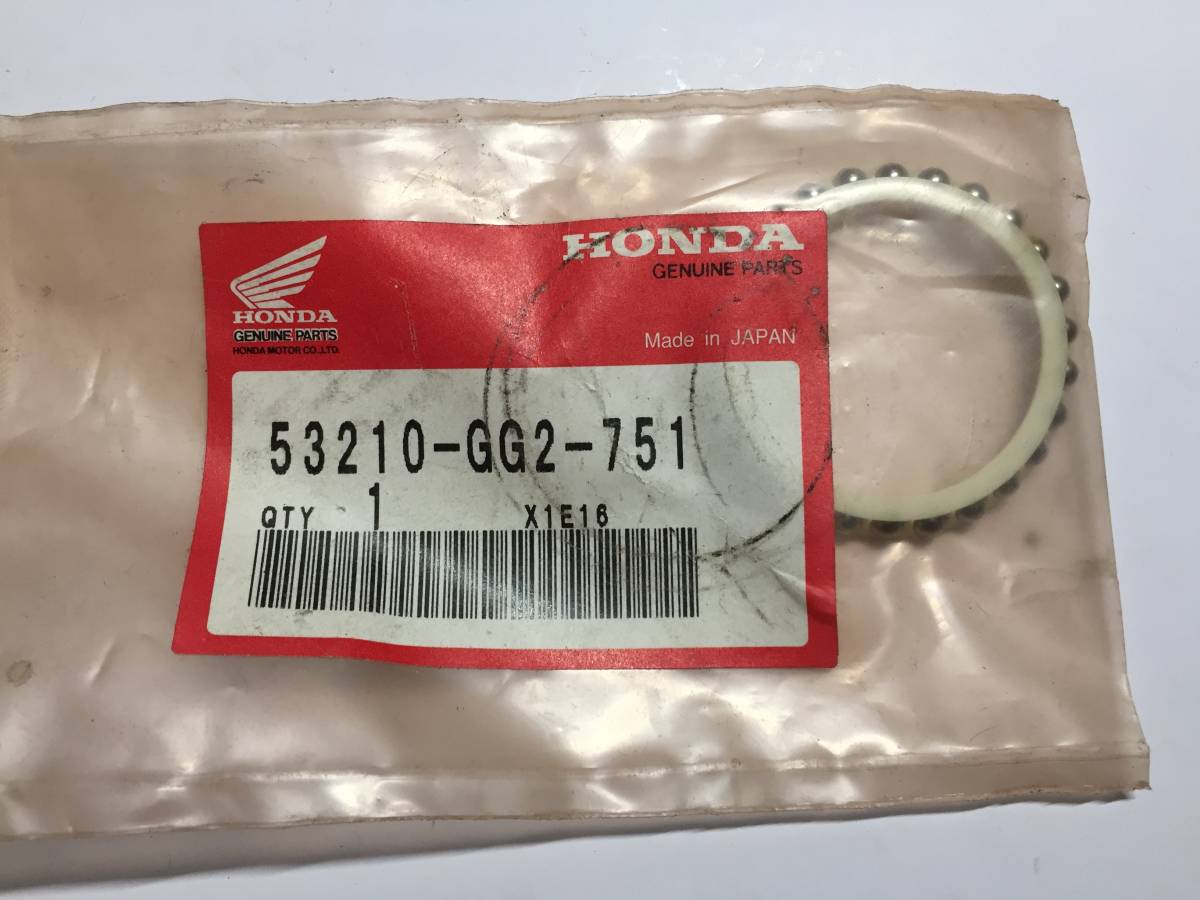 HONDA
GENUINE PARTS
HONDA
GENUINE PARTS
HONDA MOTOR CO.,LTD.
Made in JAPAN
53210-GG2-751
QTY 1 X1E16